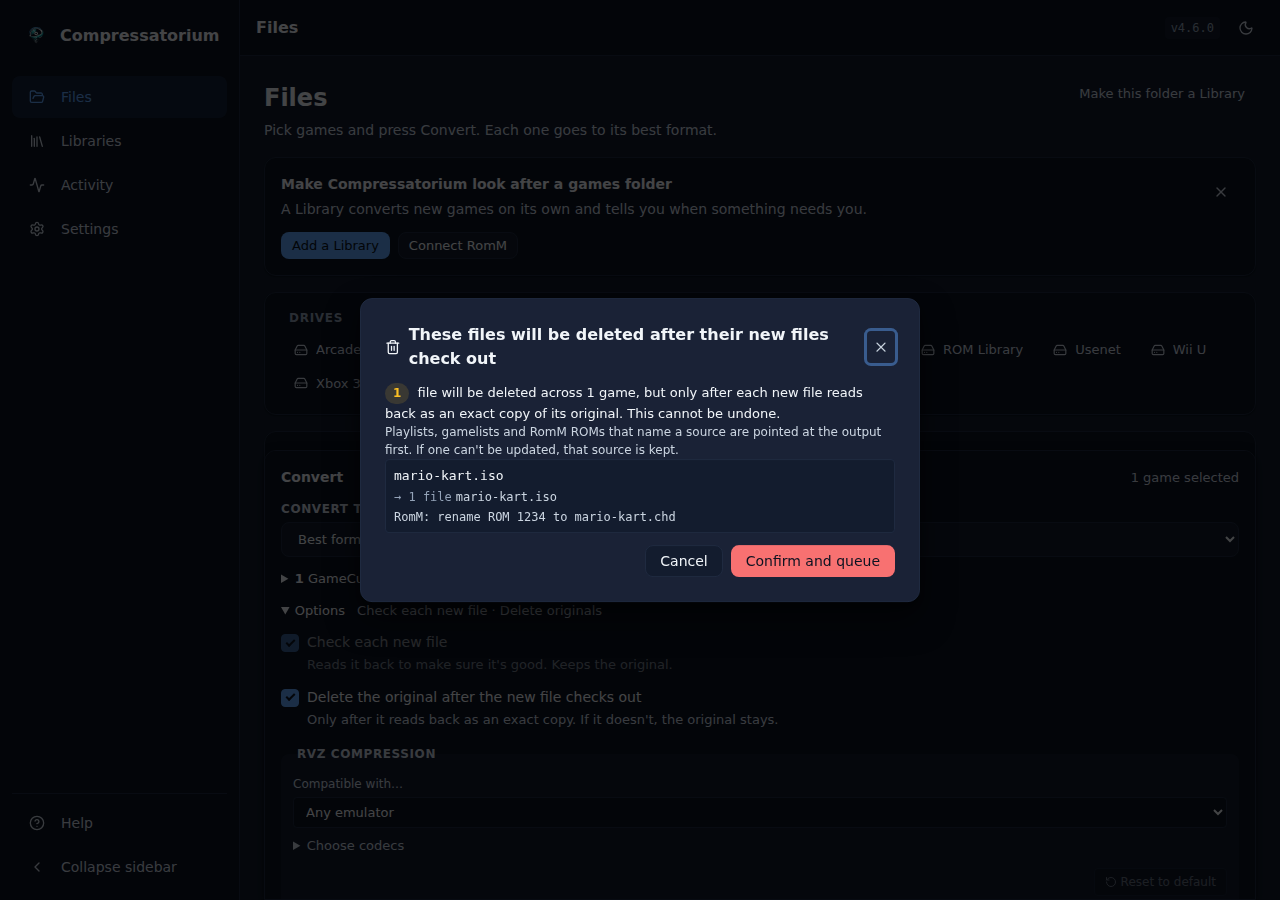 Compressatorium
Files
v4.6.0
Files
Libraries
Activity
Settings
Help
Collapse sidebar
Files
Make this folder a Library
Pick games and press Convert. Each one goes to its best format.
Make Compressatorium look after a games folder
A Library converts new games on its own and tells you when something needs you.
Add a Library
Connect RomM
DRIVES
Arcade
ROM Library
Usenet
Wii U
Xbox 3
These files will be deleted after their new files
check out
1 file will be deleted across 1 game, but only after each new file reads
back as an exact copy of its original. This cannot be undone.
Playlists, gamelists and RomM ROMs that name a source are pointed at the output
first. If one can't be updated, that source is kept.
mario-kart.iso
→ 1 file mario-kart.iso
RomM: rename ROM 1234 to mario-kart.chd
Cancel
Confirm and queue
Convert
1 game selected
CONVERT T
Best form
1 GameCu
Options Check each new file · Delete originals
Check each new file
Reads it back to make sure it's good. Keeps the original.
Delete the original after the new file checks out
Only after it reads back as an exact copy. If it doesn't, the original stays.
RVZ COMPRESSION
Compatible with...
Any emulator
Choose codecs
Reset to default